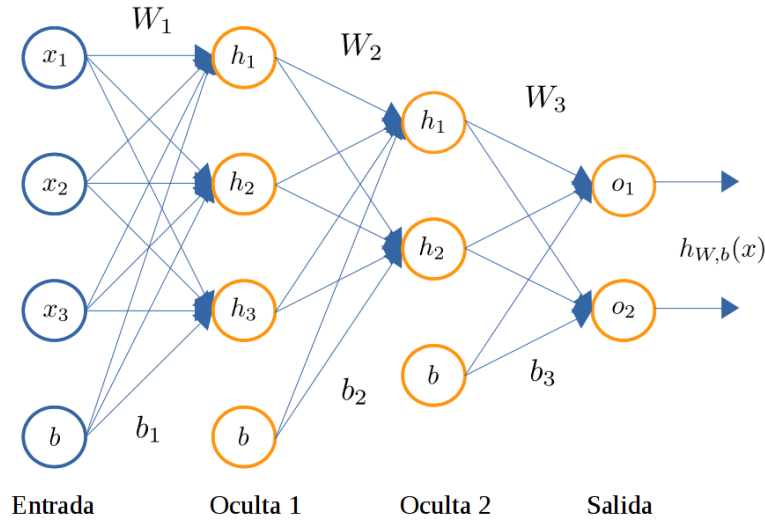 W₁
W₂
W₃
x₁
x₂
x₃
b
h₁
h₂
h₃
b
h₁
h₂
b
o₁
o₂
h_{W,b}(x)
b₁
b₂
b₃
Entrada
Oculta 1
Oculta 2
Salida